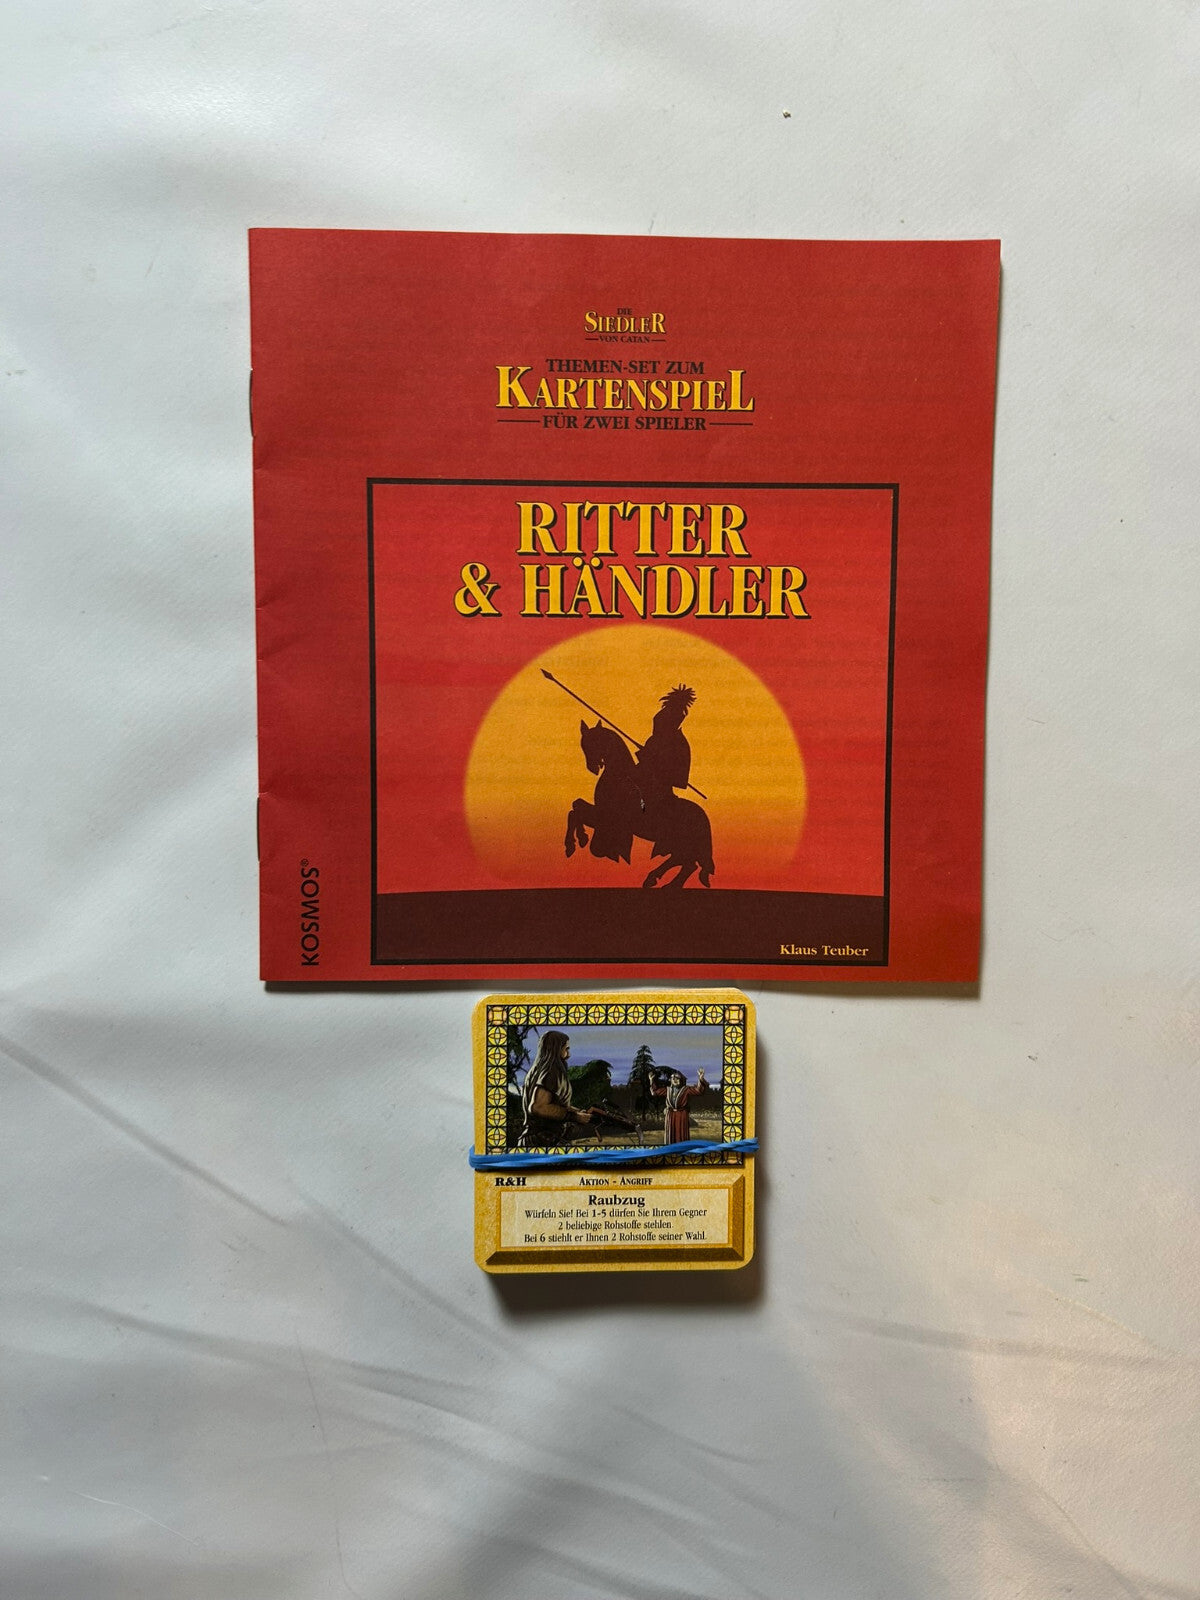 DIE
SIEDLER
VON CATAN
THEMEN-SET ZUM
KARTENSPIEL
FÜR ZWEI SPIELER
RITTER
& HÄNDLER
Klaus Teuber
KOSMOS®
R&H AKTION - ANGRIFF
Raubzug
Würfeln Sie! Bei 1-5 dürfen Sie Ihrem Gegner
2 beliebige Rohstoffe stehlen.
Bei 6 stiehlt er Ihnen 2 Rohstoffe seiner Wahl.